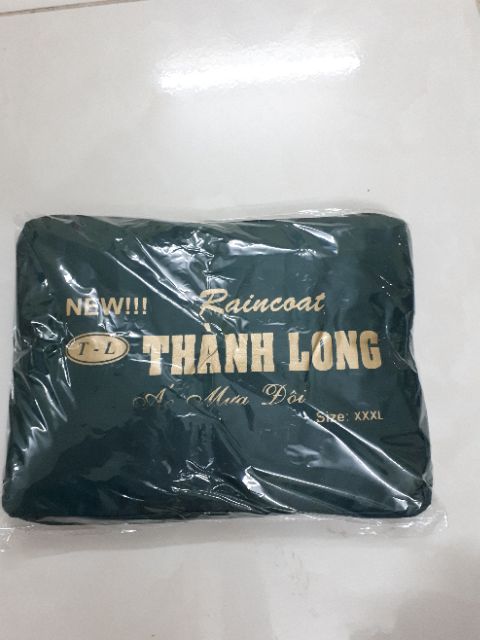 NEW!!!
Raincoat
T - L
THÀNH LONG
Áo Mưa Đôi
Size: XXXL